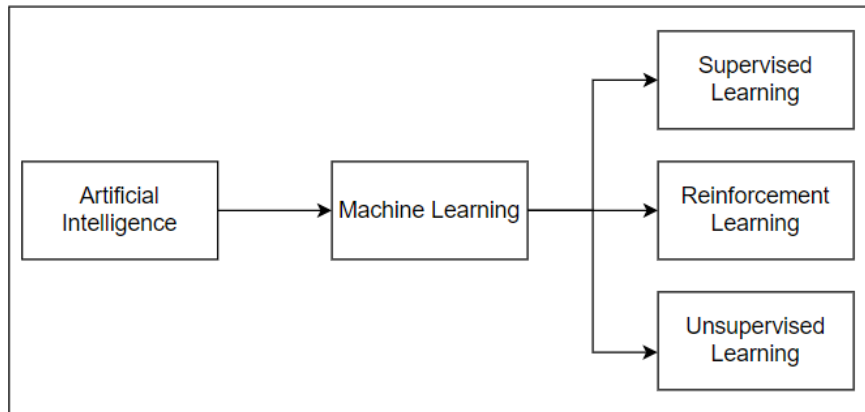 Artificial
Intelligence
Machine Learning
Supervised
Learning
Reinforcement
Learning
Unsupervised
Learning